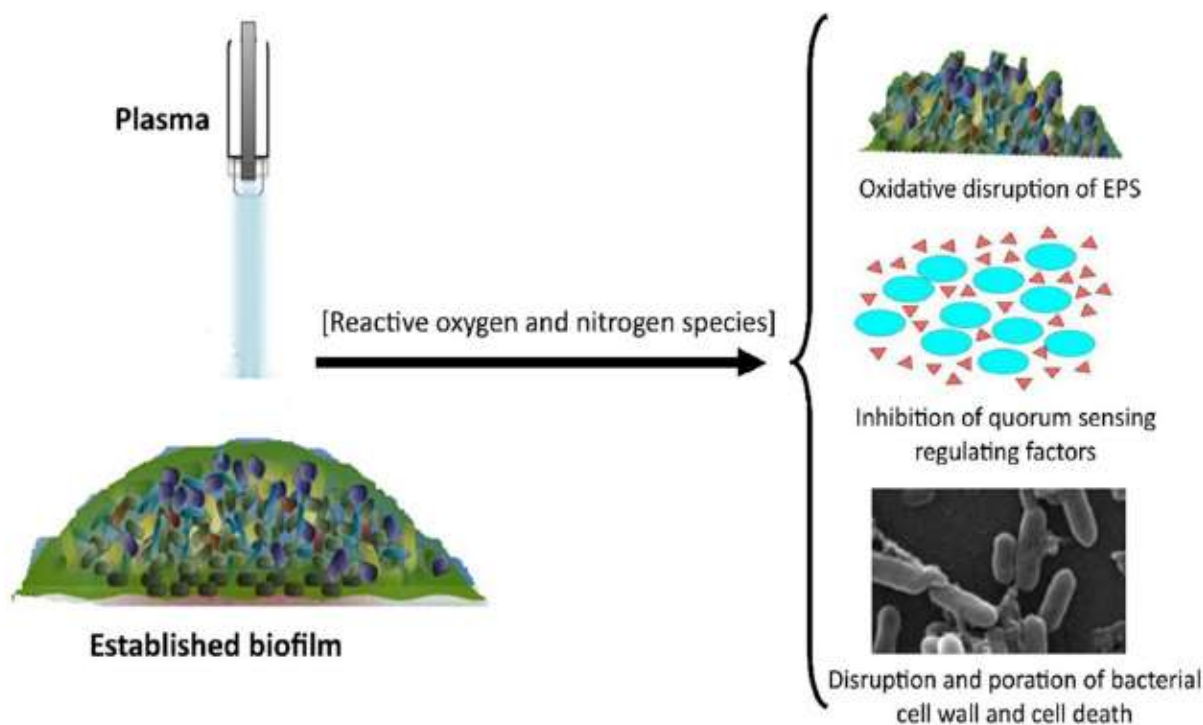 Plasma
[Reactive oxygen and nitrogen species]
Established biofilm
Oxidative disruption of EPS
Inhibition of quorum sensing
regulating factors
Disruption and poration of bacterial
cell wall and cell death